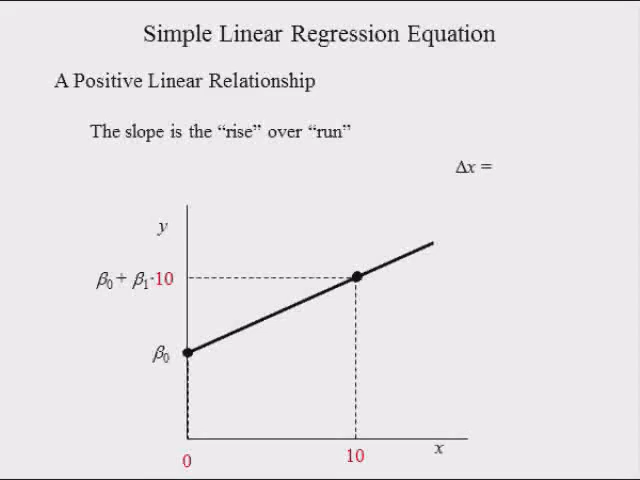 Simple Linear Regression Equation
A Positive Linear Relationship
The slope is the “rise” over “run”
Δx =
y
β₀ + β₁·10
β₀
0
10
x